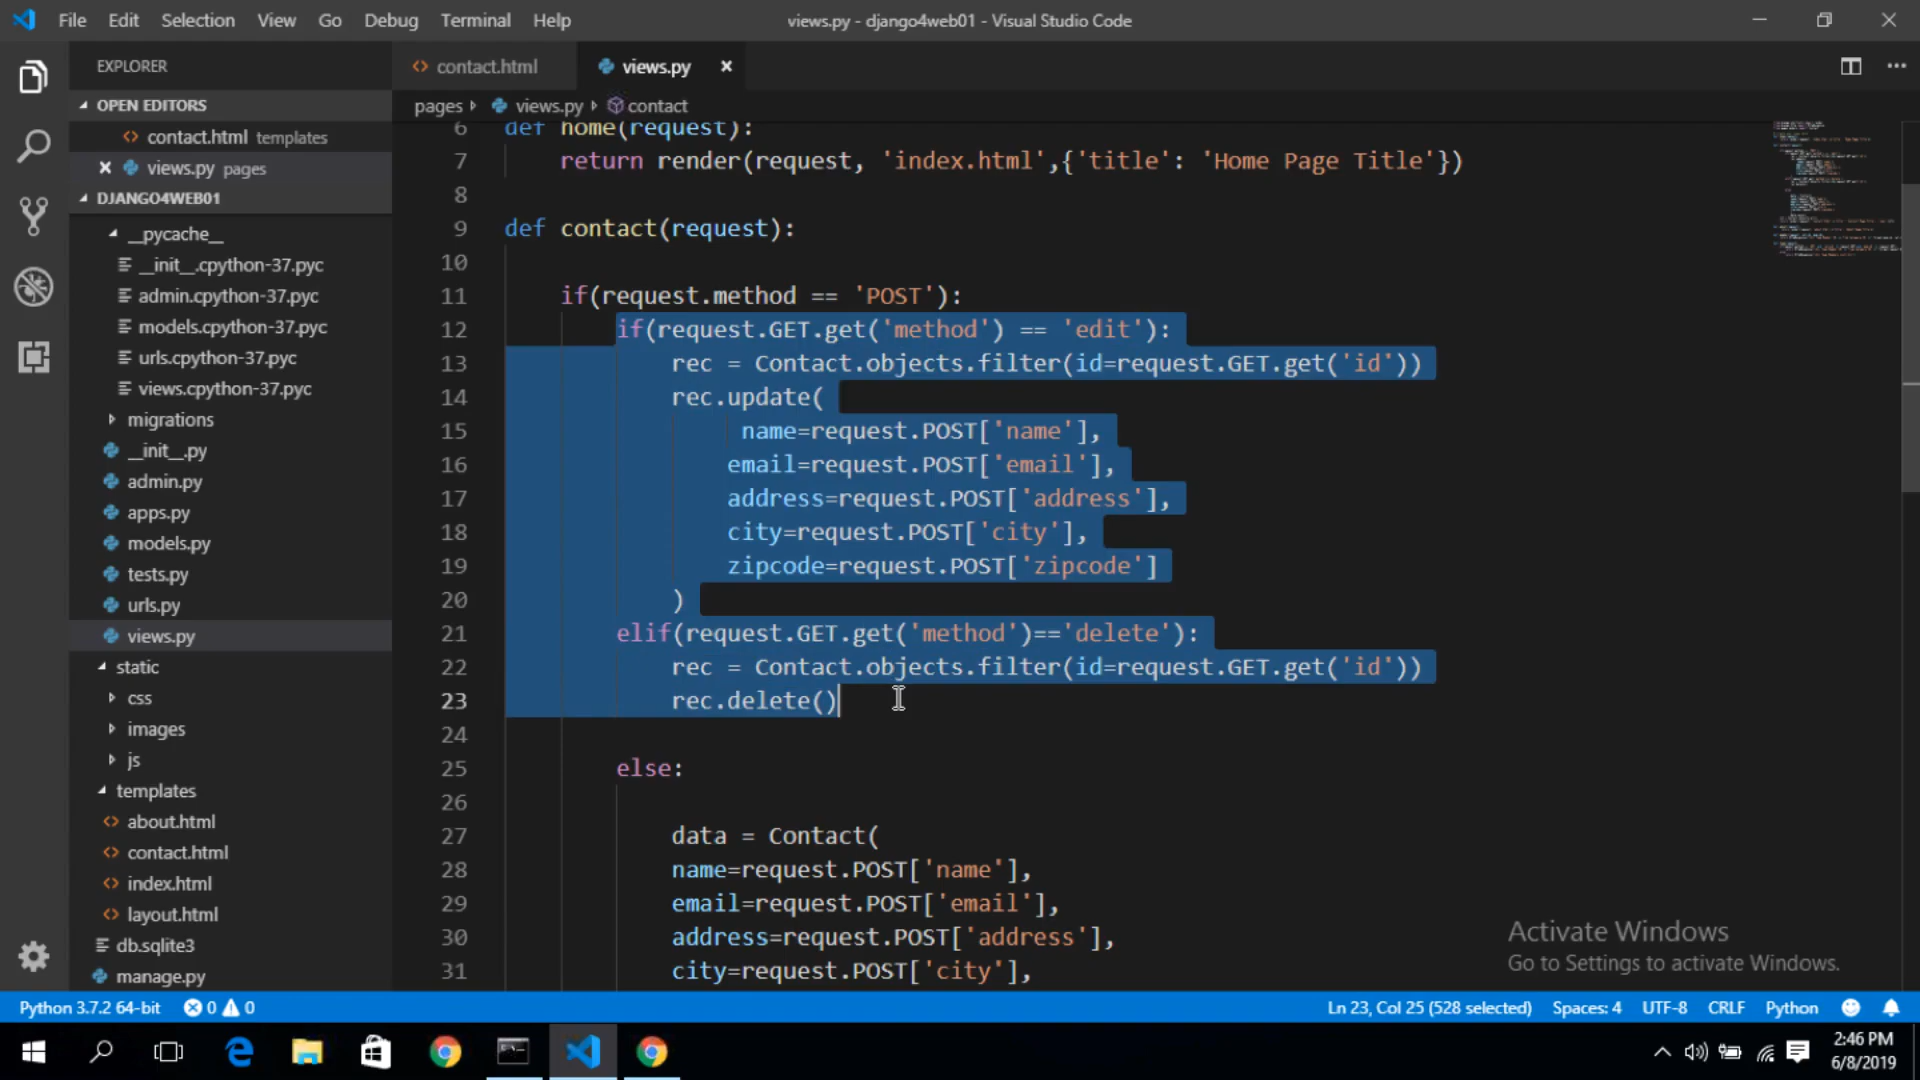 File Edit Selection View Go Debug Terminal Help
views.py - django4web01 - Visual Studio Code
EXPLORER
OPEN EDITORS
contact.html templates
views.py pages
DJANGO4WEB01
__pycache__
__init__.cpython-37.pyc
admin.cpython-37.pyc
models.cpython-37.pyc
urls.cpython-37.pyc
views.cpython-37.pyc
migrations
__init__.py
admin.py
apps.py
models.py
tests.py
urls.py
views.py
static
css
images
js
templates
about.html
contact.html
index.html
layout.html
db.sqlite3
manage.py
contact.html views.py
pages views.py contact
6 def home(request):
7 return render(request, 'index.html',{'title': 'Home Page Title'})
8
9 def contact(request):
10
11 if(request.method == 'POST'):
12 if(request.GET.get('method') == 'edit'):
13 rec = Contact.objects.filter(id=request.GET.get('id'))
14 rec.update(
15 name=request.POST['name'],
16 email=request.POST['email'],
17 address=request.POST['address'],
18 city=request.POST['city'],
19 zipcode=request.POST['zipcode']
20 )
21 elif(request.GET.get('method')=='delete'):
22 rec = Contact.objects.filter(id=request.GET.get('id'))
23 rec.delete()
24
25 else:
26
27 data = Contact(
28 name=request.POST['name'],
29 email=request.POST['email'],
30 address=request.POST['address'],
31 city=request.POST['city'],
Activate Windows
Go to Settings to activate Windows.
Python 3.7.2 64-bit 0 0 Ln 23, Col 25 (528 selected) Spaces: 4 UTF-8 CRLF Python
2:46 PM
6/8/2019